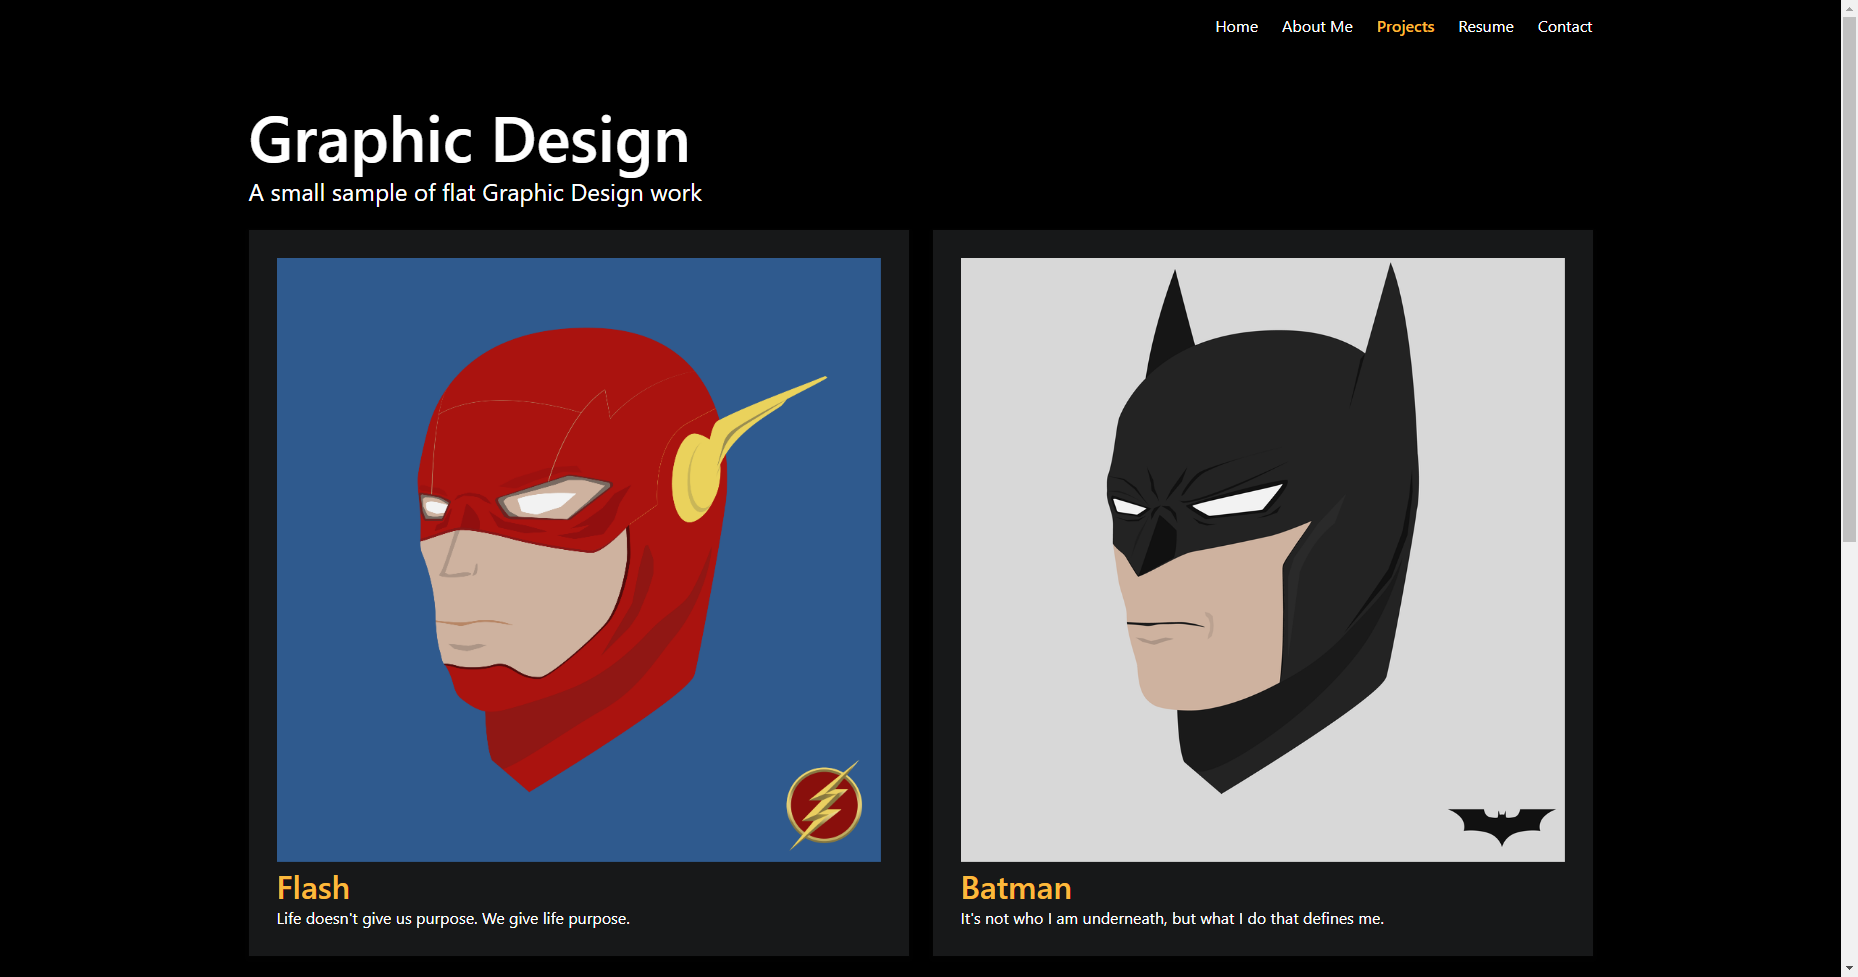 Home About Me Projects Resume Contact
Graphic Design
A small sample of flat Graphic Design work
Flash
Life doesn't give us purpose. We give life purpose.
Batman
It's not who I am underneath, but what I do that defines me.